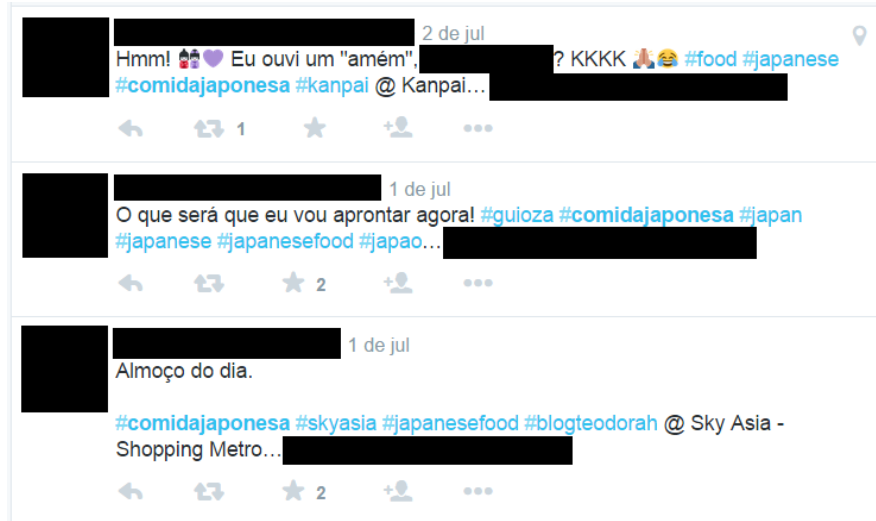 2 de jul
Hmm! 🎎💜 Eu ouvi um "amém", ? KKKK 🙏😂 #food #japanese
#comidajaponesa #kanpai @ Kanpai…
1
1 de jul
O que será que eu vou aprontar agora! #guioza #comidajaponesa #japan
#japanese #japanesefood #japao…
2
1 de jul
Almoço do dia.
#comidajaponesa #skyasia #japanesefood #blogteodorah @ Sky Asia -
Shopping Metro…
2